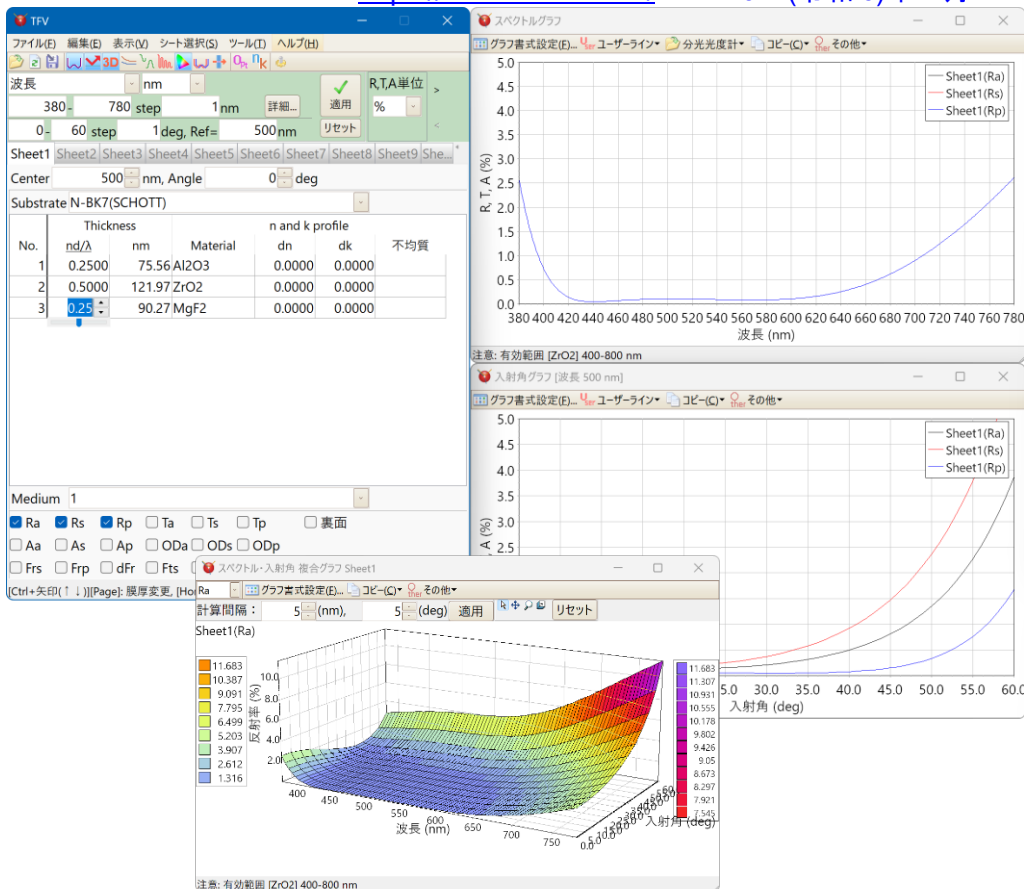 TFV
ファイル(F) 編集(E) 表示(V) シート選択(S) ツール(T) ヘルプ(H)
波長 nm
380 - 780 step 1 nm 詳細...
0 - 60 step 1 deg, Ref= 500 nm
適用
リセット
R,T,A単位
%
>
<
Sheet1 Sheet2 Sheet3 Sheet4 Sheet5 Sheet6 Sheet7 Sheet8 Sheet9 She...
Center 500 nm, Angle 0 deg
Substrate N-BK7(SCHOTT)
Thickness n and k profile
No. nd/λ nm Material dn dk 不均質
1 0.2500 75.56 Al2O3 0.0000 0.0000
2 0.5000 121.97 ZrO2 0.0000 0.0000
3 0.25 90.27 MgF2 0.0000 0.0000
Medium 1
Ra Rs Rp Ta Ts Tp 裏面
Aa As Ap ODa ODs ODp
Frs Frp dFr Fts
[Ctrl+矢印(↑↓)][Page]: 膜厚変更, [Ho
スペクトルグラフ
グラフ書式設定(F)... ユーザーライン 分光光度計 コピー(C) その他
5.0
4.5
4.0
3.5
3.0
2.5
2.0
1.5
1.0
0.5
0.0
R, T, A (%)
Sheet1(Ra)
Sheet1(Rs)
Sheet1(Rp)
380 400 420 440 460 480 500 520 540 560 580 600 620 640 660 680 700 720 740 760 780
波長 (nm)
注意: 有効範囲 [ZrO2] 400-800 nm
入射角グラフ [波長 500 nm]
グラフ書式設定(F)... ユーザーライン コピー(C) その他
5.0
4.5
4.0
3.5
3.0
2.5
A (%)
Sheet1(Ra)
Sheet1(Rs)
Sheet1(Rp)
5.0 30.0 35.0 40.0 45.0 50.0 55.0 60.0
入射角 (deg)
スペクトル・入射角 複合グラフ Sheet1
Ra グラフ書式設定(F)... コピー(C) その他
計算間隔: 5 (nm), 5 (deg) 適用 リセット
Sheet1(Ra)
11.683
10.387
9.091
7.795
6.499
5.203
3.907
2.612
1.316
反射率 (%)
10.0
8.0
6.0
4.0
2.0
400 450 500 550 600 650 700 750
波長 (nm)
入射角 (deg)
11.683
11.307
10.931
10.555
10.178
9.802
9.426
9.05
8.673
8.297
7.921
7.545
注意: 有効範囲 [ZrO2] 400-800 nm